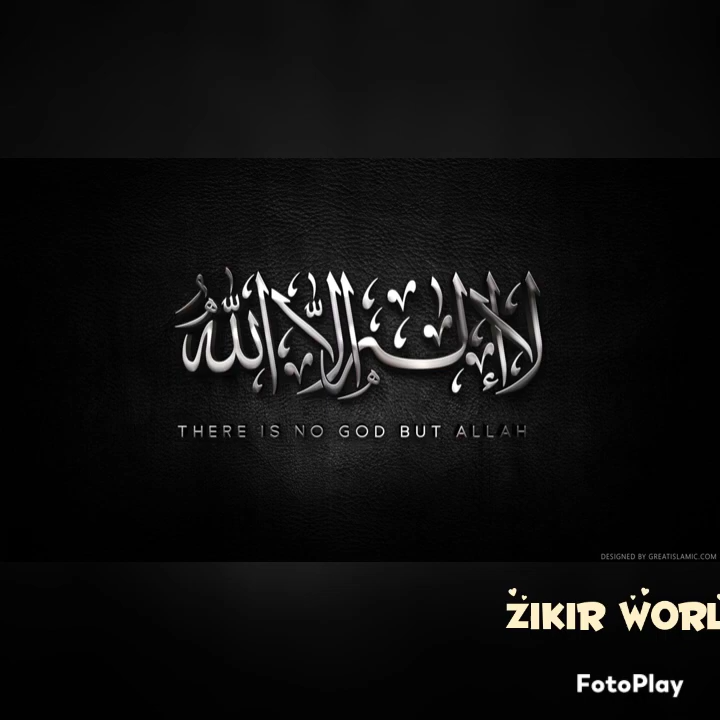 لا إله إلا الله
THERE IS NO GOD BUT ALLAH
DESIGNED BY GREATISLAMIC.COM
ZIKIR WORL
FotoPlay